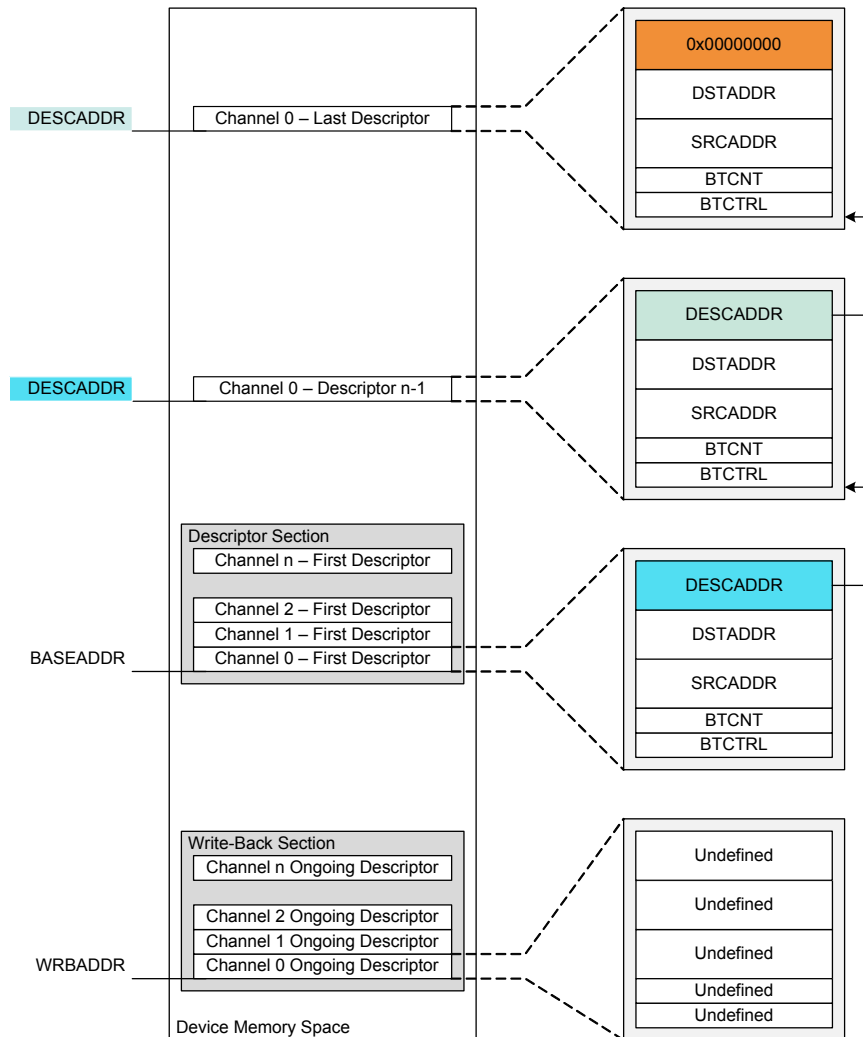 0x00000000
DSTADDR
DESCADDR
Channel 0 – Last Descriptor
SRCADDR
BTCNT
BTCTRL
DESCADDR
DSTADDR
DESCADDR
Channel 0 – Descriptor n-1
SRCADDR
BTCNT
BTCTRL
Descriptor Section
Channel n – First Descriptor
DESCADDR
Channel 2 – First Descriptor
Channel 1 – First Descriptor
DSTADDR
BASEADDR
Channel 0 – First Descriptor
SRCADDR
BTCNT
BTCTRL
Write-Back Section
Channel n Ongoing Descriptor
Undefined
Channel 2 Ongoing Descriptor
Undefined
Channel 1 Ongoing Descriptor
Undefined
WRBADDR
Channel 0 Ongoing Descriptor
Undefined
Undefined
Device Memory Space